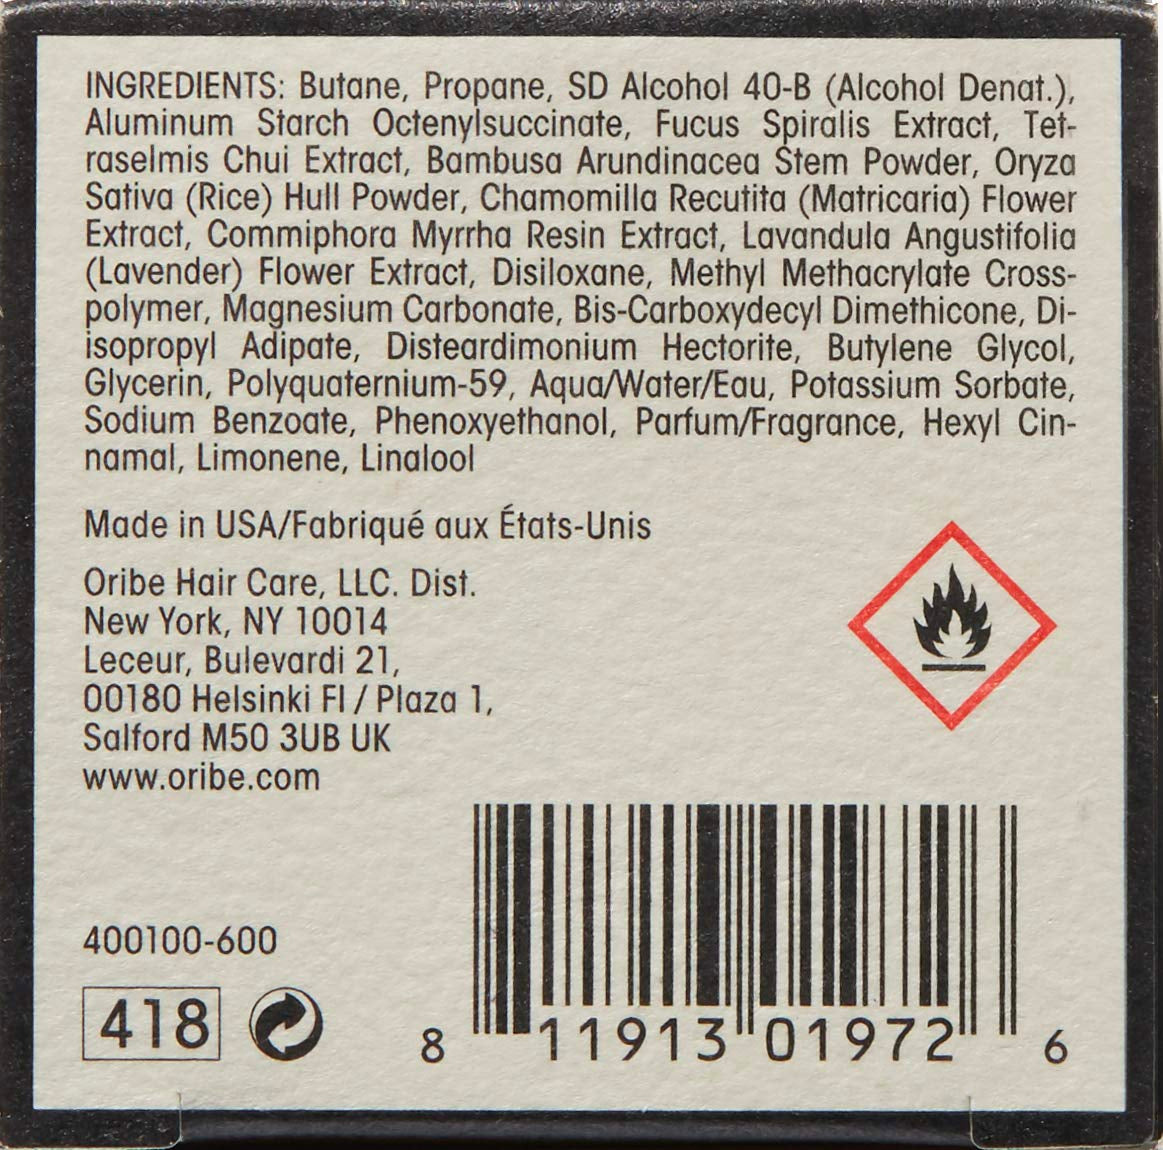 INGREDIENTS: Butane, Propane, SD Alcohol 40-B (Alcohol Denat.),
Aluminum Starch Octenylsuccinate, Fucus Spiralis Extract, Tet-
raselmis Chui Extract, Bambusa Arundinacea Stem Powder, Oryza
Sativa (Rice) Hull Powder, Chamomilla Recutita (Matricaria) Flower
Extract, Commiphora Myrrha Resin Extract, Lavandula Angustifolia
(Lavender) Flower Extract, Disiloxane, Methyl Methacrylate Cross-
polymer, Magnesium Carbonate, Bis-Carboxydecyl Dimethicone, Di-
isopropyl Adipate, Disteardimonium Hectorite, Butylene Glycol,
Glycerin, Polyquaternium-59, Aqua/Water/Eau, Potassium Sorbate,
Sodium Benzoate, Phenoxyethanol, Parfum/Fragrance, Hexyl Cin-
namal, Limonene, Linalool
Made in USA/Fabriqué aux États-Unis
Oribe Hair Care, LLC. Dist.
New York, NY 10014
Leceur, Bulevardi 21,
00180 Helsinki FI / Plaza 1,
Salford M50 3UB UK
www.oribe.com
400100-600
418
8 11913 01972 6